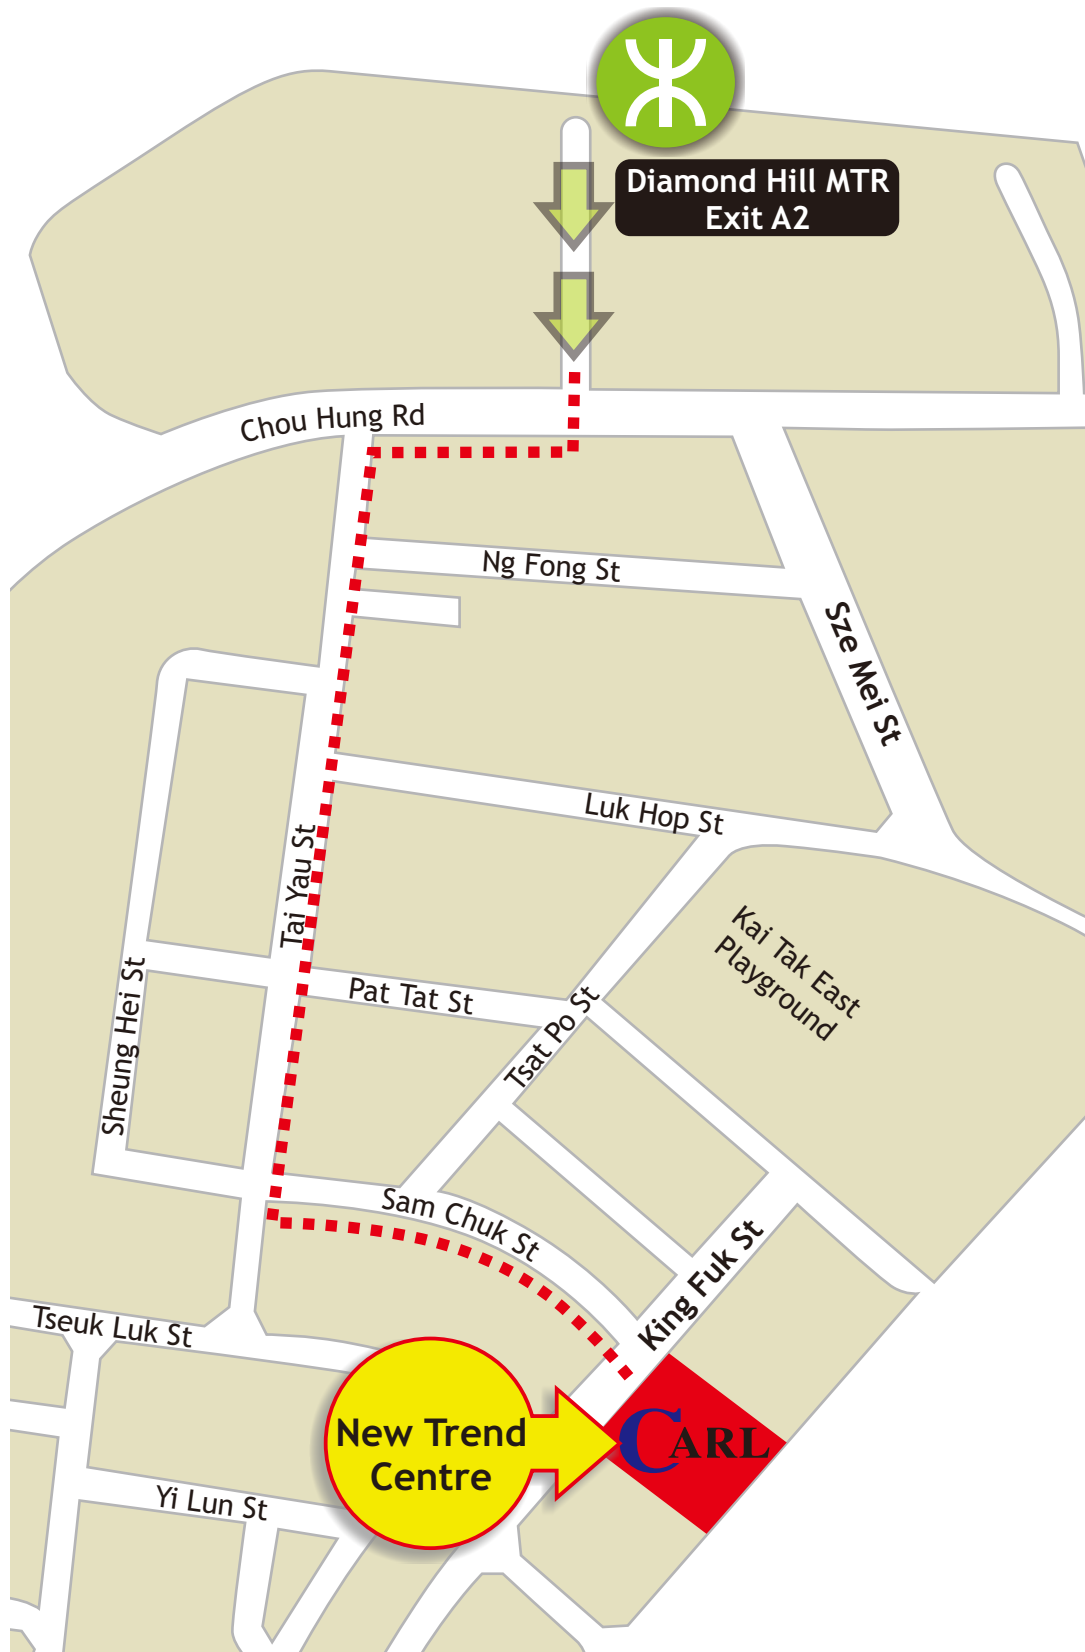 Diamond Hill MTR
Exit A2
Chou Hung Rd
Ng Fong St
Sze Mei St
Luk Hop St
Tai Yau St
Kai Tak East
Playground
Sheung Hei St
Pat Tat St
Tsat Po St
Sam Chuk St
King Fuk St
Tseuk Luk St
New Trend
Centre
CARL
Yi Lun St